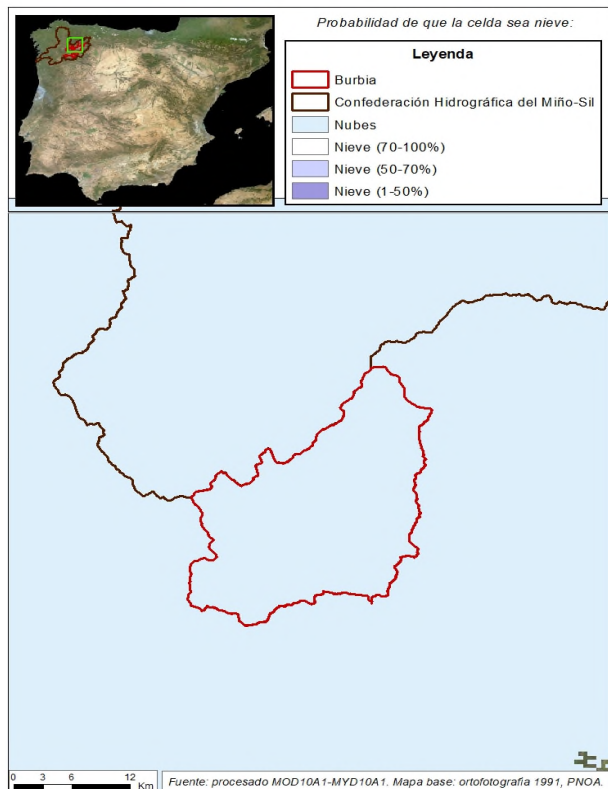 Probabilidad de que la celda sea nieve:
Leyenda
Burbia
Confederación Hidrográfica del Miño-Sil
Nubes
Nieve (70-100%)
Nieve (50-70%)
Nieve (1-50%)
0 3 6 12
Km
Fuente: procesado MOD10A1-MYD10A1. Mapa base: ortofotografía 1991, PNOA.